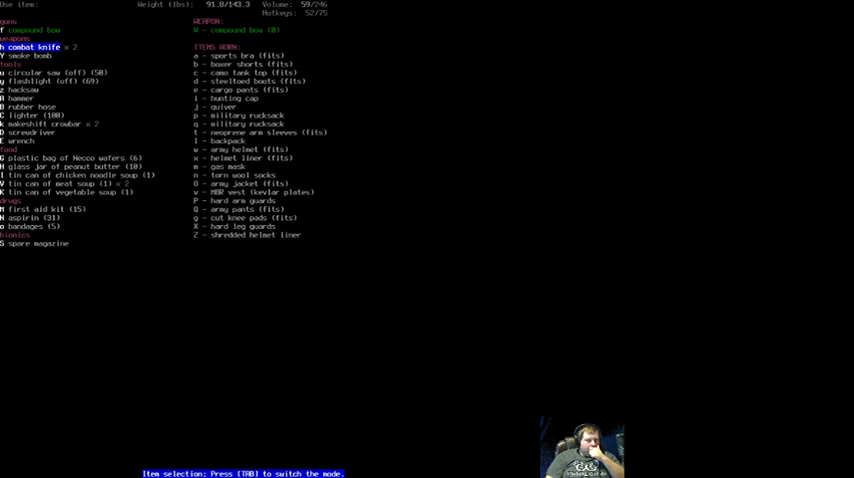 Use item: Weight (lbs): 91.8/143.3 Volume: 59/246
Hotkeys: 52/75
guns
f compound bow
weapons
h combat knife x 2
Y smoke bomb
tools
u circular saw (off) (50)
y flashlight (off) (69)
z hacksaw
A hammer
B rubber hose
C lighter (100)
k makeshift crowbar x 2
D screwdriver
E wrench
food
G plastic bag of Necco wafers (6)
H glass jar of peanut butter (10)
I tin can of chicken noodle soup (1)
V tin can of meat soup (1) x 2
K tin can of vegetable soup (1)
drugs
M first aid kit (15)
N aspirin (31)
o bandages (5)
bionics
S spare magazine
WEAPON:
W - compound bow (0)
ITEMS WORN:
a - sports bra (fits)
b - boxer shorts (fits)
c - camo tank top (fits)
d - steeltoed boots (fits)
e - cargo pants (fits)
i - hunting cap
j - quiver
p - military rucksack
q - military rucksack
t - neoprene arm sleeves (fits)
l - backpack
w - army helmet (fits)
x - helmet liner (fits)
m - gas mask
n - torn wool socks
O - army jacket (fits)
v - MBR vest (kevlar plates)
P - hard arm guards
Q - army pants (fits)
g - cut knee pads (fits)
X - hard leg guards
Z - shredded helmet liner
Item selection; Press [TAB] to switch the mode.